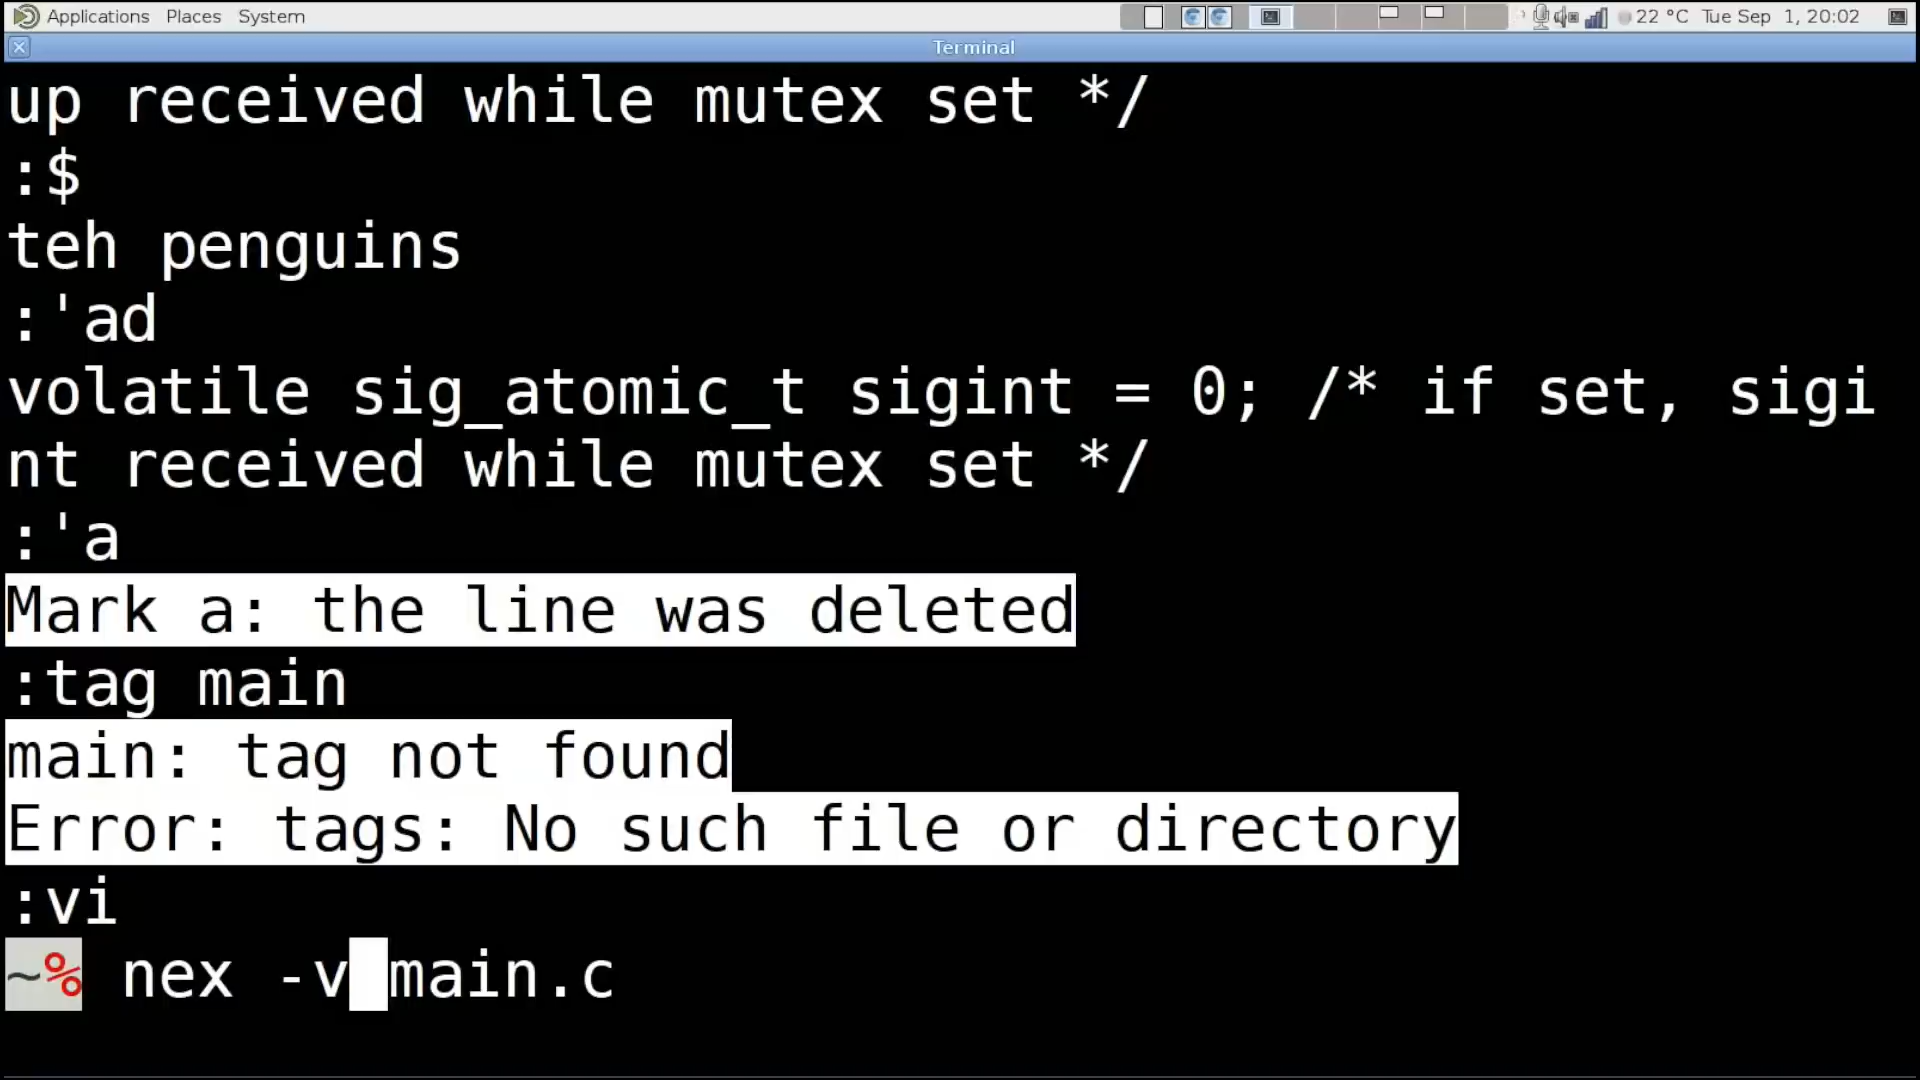 Applications Places System 22 °C Tue Sep 1, 20:02
Terminal
up received while mutex set */
:$
teh penguins
:'ad
volatile sig_atomic_t sigint = 0; /* if set, sigi
nt received while mutex set */
:'a
Mark a: the line was deleted
:tag main
main: tag not found
Error: tags: No such file or directory
:vi
~% nex -v main.c